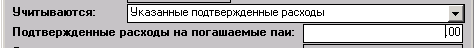 Учитываются: Указанные подтвержденные расходы
Подтвержденные расходы на погашаемые паи: .00